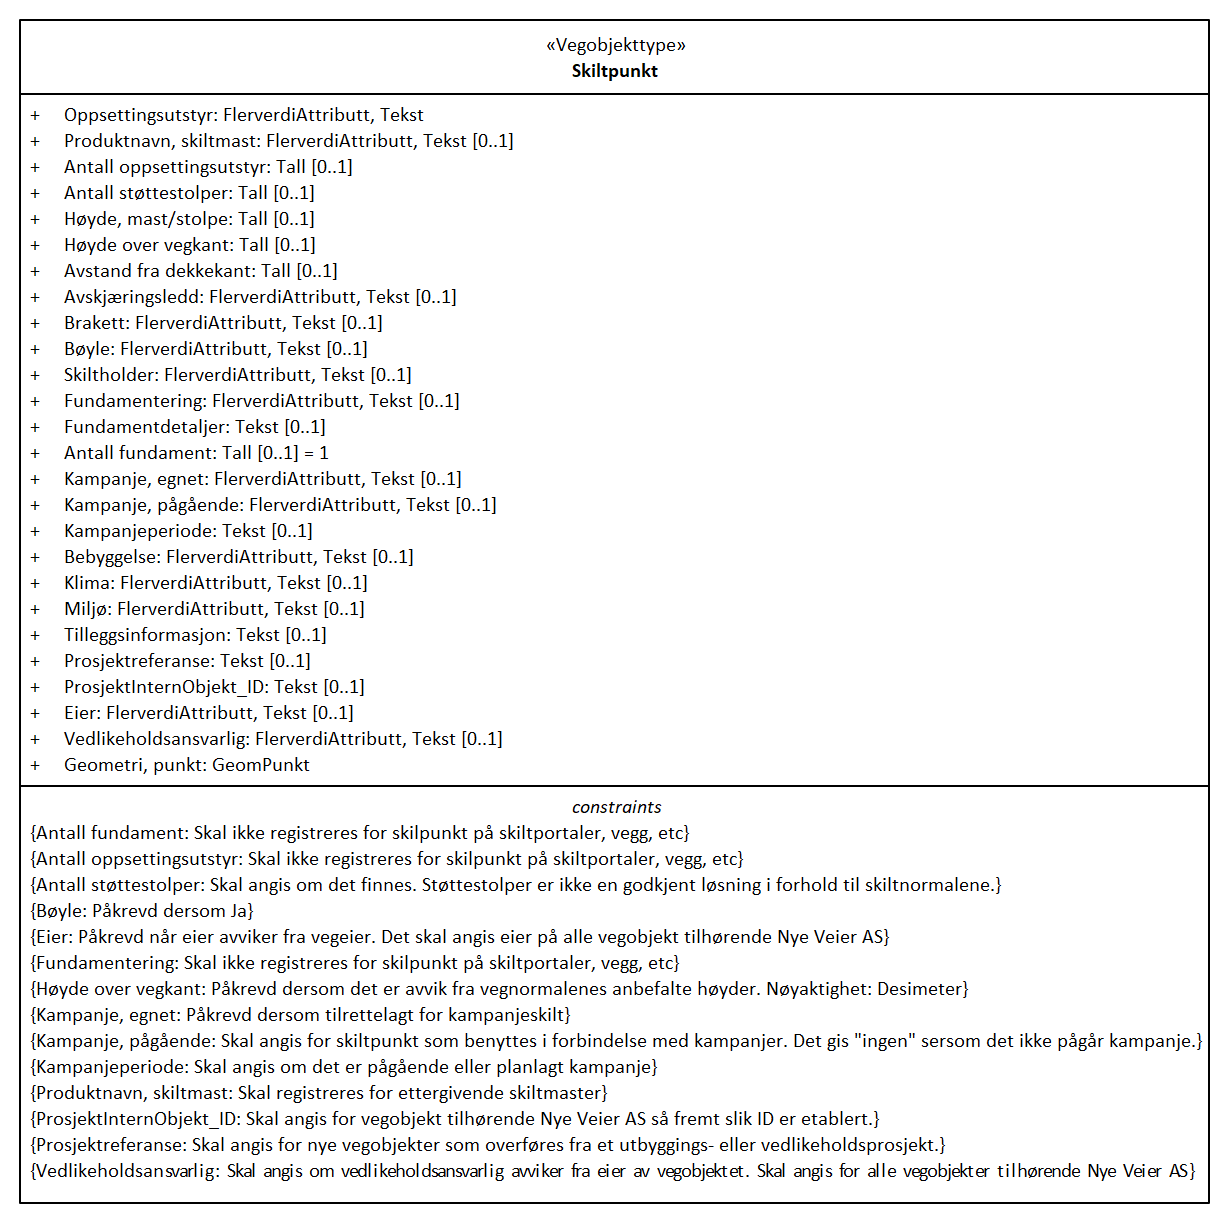 «Vegobjekttype»
Skiltpunkt
+ Oppsettingsutstyr: FlerverdiAttributt, Tekst
+ Produktnavn, skiltmast: FlerverdiAttributt, Tekst [0..1]
+ Antall oppsettingsutstyr: Tall [0..1]
+ Antall støttestolper: Tall [0..1]
+ Høyde, mast/stolpe: Tall [0..1]
+ Høyde over vegkant: Tall [0..1]
+ Avstand fra dekkekant: Tall [0..1]
+ Avskjæringsledd: FlerverdiAttributt, Tekst [0..1]
+ Brakett: FlerverdiAttributt, Tekst [0..1]
+ Bøyle: FlerverdiAttributt, Tekst [0..1]
+ Skiltholder: FlerverdiAttributt, Tekst [0..1]
+ Fundamentering: FlerverdiAttributt, Tekst [0..1]
+ Fundamentdetaljer: Tekst [0..1]
+ Antall fundament: Tall [0..1] = 1
+ Kampanje, egnet: FlerverdiAttributt, Tekst [0..1]
+ Kampanje, pågående: FlerverdiAttributt, Tekst [0..1]
+ Kampanjeperiode: Tekst [0..1]
+ Bebyggelse: FlerverdiAttributt, Tekst [0..1]
+ Klima: FlerverdiAttributt, Tekst [0..1]
+ Miljø: FlerverdiAttributt, Tekst [0..1]
+ Tilleggsinformasjon: Tekst [0..1]
+ Prosjektreferanse: Tekst [0..1]
+ ProsjektInternObjekt_ID: Tekst [0..1]
+ Eier: FlerverdiAttributt, Tekst [0..1]
+ Vedlikeholdsansvarlig: FlerverdiAttributt, Tekst [0..1]
+ Geometri, punkt: GeomPunkt
constraints
{Antall fundament: Skal ikke registreres for skilpunkt på skiltportaler, vegg, etc}
{Antall oppsettingsutstyr: Skal ikke registreres for skilpunkt på skiltportaler, vegg, etc}
{Antall støttestolper: Skal angis om det finnes. Støttestolper er ikke en godkjent løsning i forhold til skiltnormalene.}
{Bøyle: Påkrevd dersom Ja}
{Eier: Påkrevd når eier avviker fra vegeier. Det skal angis eier på alle vegobjekt tilhørende Nye Veier AS}
{Fundamentering: Skal ikke registreres for skilpunkt på skiltportaler, vegg, etc}
{Høyde over vegkant: Påkrevd dersom det er avvik fra vegnormalenes anbefalte høyder. Nøyaktighet: Desimeter}
{Kampanje, egnet: Påkrevd dersom tilrettelagt for kampanjeskilt}
{Kampanje, pågående: Skal angis for skiltpunkt som benyttes i forbindelse med kampanjer. Det gis "ingen" sersom det ikke pågår kampanje.}
{Kampanjeperiode: Skal angis om det er pågående eller planlagt kampanje}
{Produktnavn, skiltmast: Skal registreres for ettergivende skiltmaster}
{ProsjektInternObjekt_ID: Skal angis for vegobjekt tilhørende Nye Veier AS så fremt slik ID er etablert.}
{Prosjektreferanse: Skal angis for nye vegobjekter som overføres fra et utbyggings- eller vedlikeholdsprosjekt.}
{Vedlikeholdsansvarlig: Skal angis om vedlikeholdsansvarlig avviker fra eier av vegobjektet. Skal angis for alle vegobjekter tilhørende Nye Veier AS}